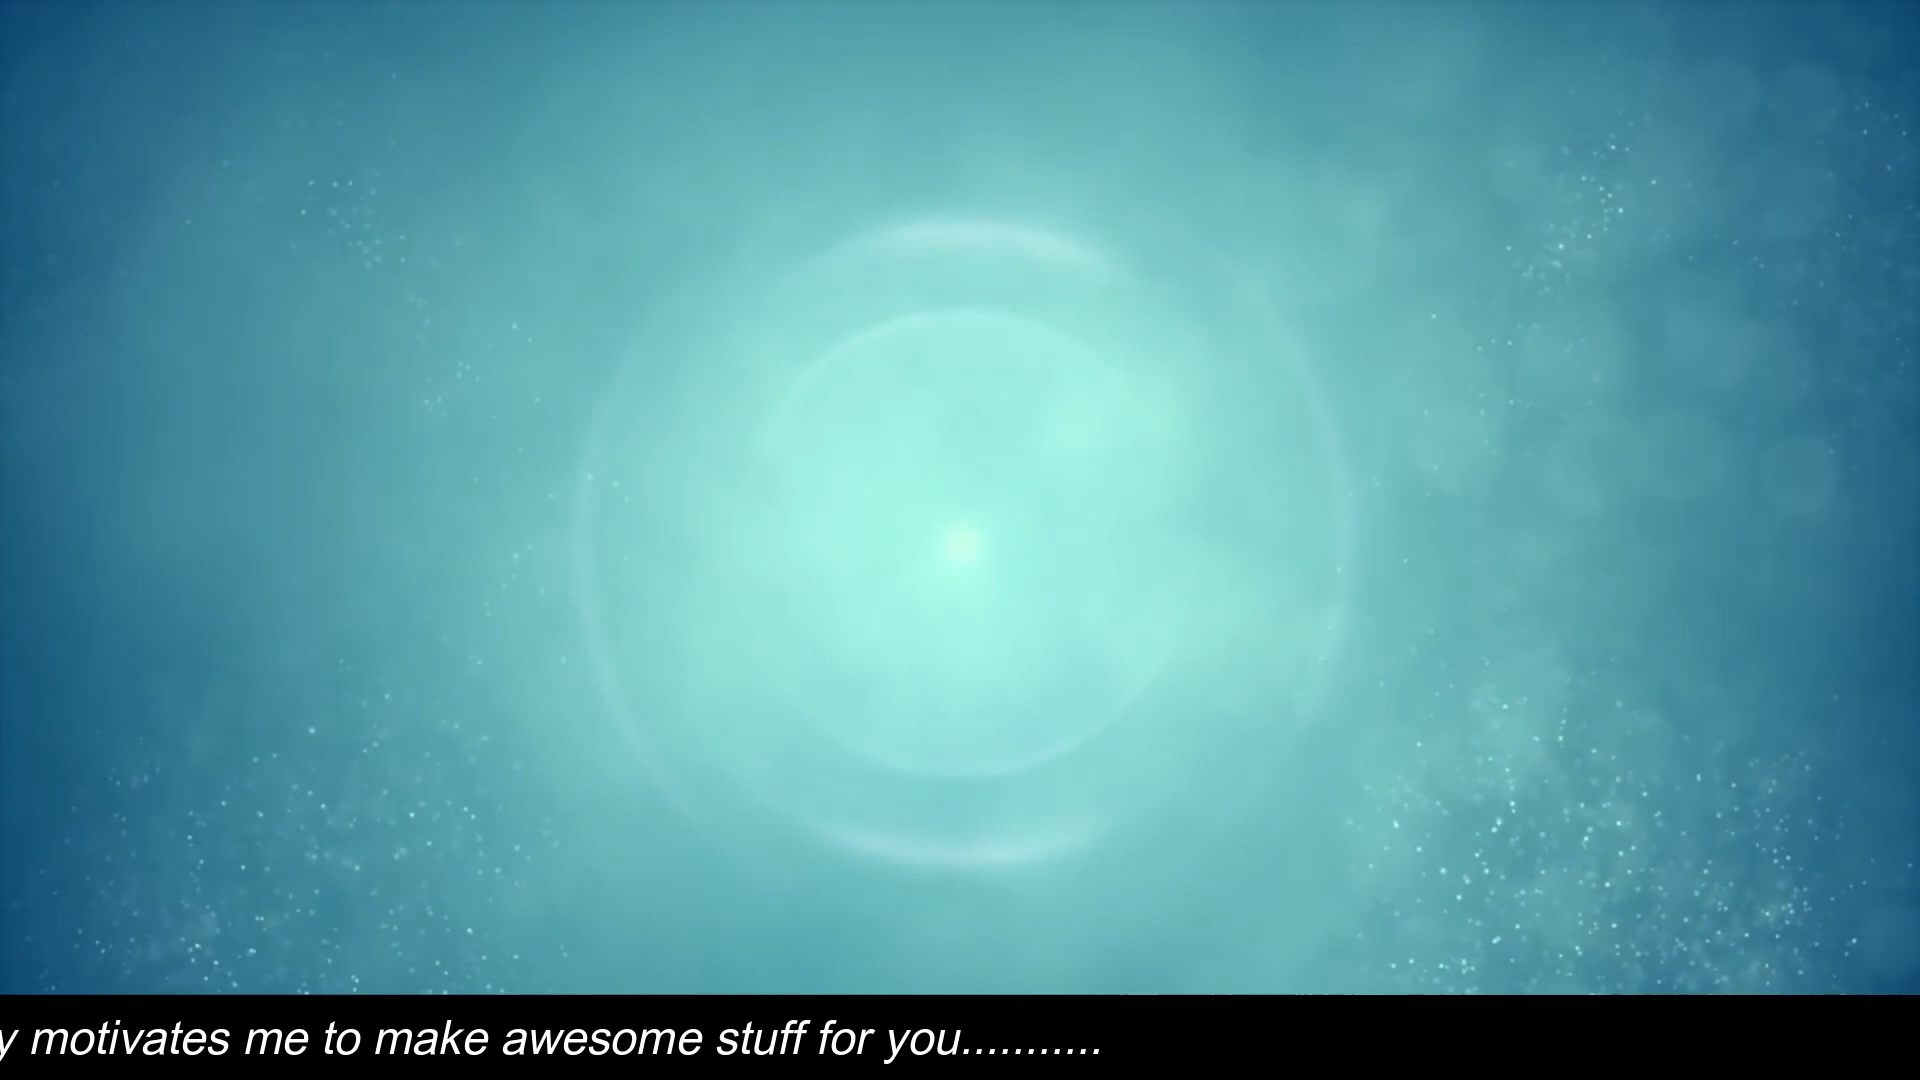 y motivates me to make awesome stuff for you...........